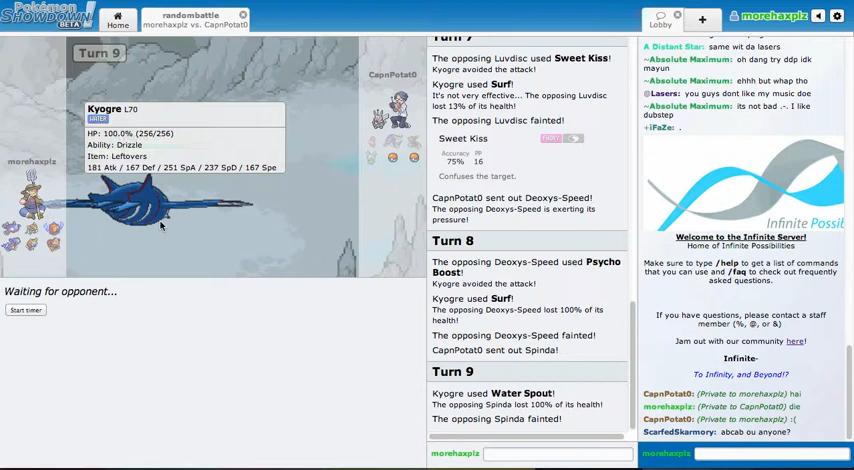 Pokémon
SHOWDOWN!
BETA
Home
randombattle
morehaxplz vs. CapnPotat0
Lobby
morehaxplz
Turn 9
CapnPotat0
Kyogre L70
WATER
HP: 100.0% (256/256)
Ability: Drizzle
Item: Leftovers
181 Atk / 167 Def / 251 SpA / 237 SpD / 167 Spe
morehaxplz
Waiting for opponent...
Start timer
Turn 7
The opposing Luvdisc used Sweet Kiss!
Kyogre avoided the attack!
Kyogre used Surf!
It's not very effective... The opposing Luvdisc
lost 13% of its health!
The opposing Luvdisc fainted!
Sweet Kiss
FAIRY
Accuracy PP
75% 16
Confuses the target.
CapnPotat0 sent out Deoxys-Speed!
The opposing Deoxys-Speed is exerting its
pressure!
Turn 8
The opposing Deoxys-Speed used Psycho
Boost!
Kyogre avoided the attack!
Kyogre used Surf!
The opposing Deoxys-Speed lost 100% of its
health!
The opposing Deoxys-Speed fainted!
CapnPotat0 sent out Spinda!
Turn 9
Kyogre used Water Spout!
The opposing Spinda lost 100% of its health!
The opposing Spinda fainted!
morehaxplz:
A Distant Star: same wit da lasers
~Absolute Maximum: oh dang try ddp idk
mayun
~Absolute Maximum: ehhh but whap tho
@Lasers: you guys dont like my music doe
~Absolute Maximum: its not bad .-. I like
dubstep
+iFaZe: .
Infinite Possib
Welcome to the Infinite Server!
Home of Infinite Possibilities
Make sure to type /help to get a list of commands
that you can use and /faq to check out frequently
asked questions.
If you have questions, please contact a staff
member (%, @, or &)
Jam out with our community here!
Infinite-
To Infinity, and Beyond!?
CapnPotat0: (Private to morehaxplz) hai
morehaxplz: (Private to CapnPotat0) die
CapnPotat0: (Private to morehaxplz) :(
ScarfedSkarmory: abcab ou anyone?
morehaxplz: